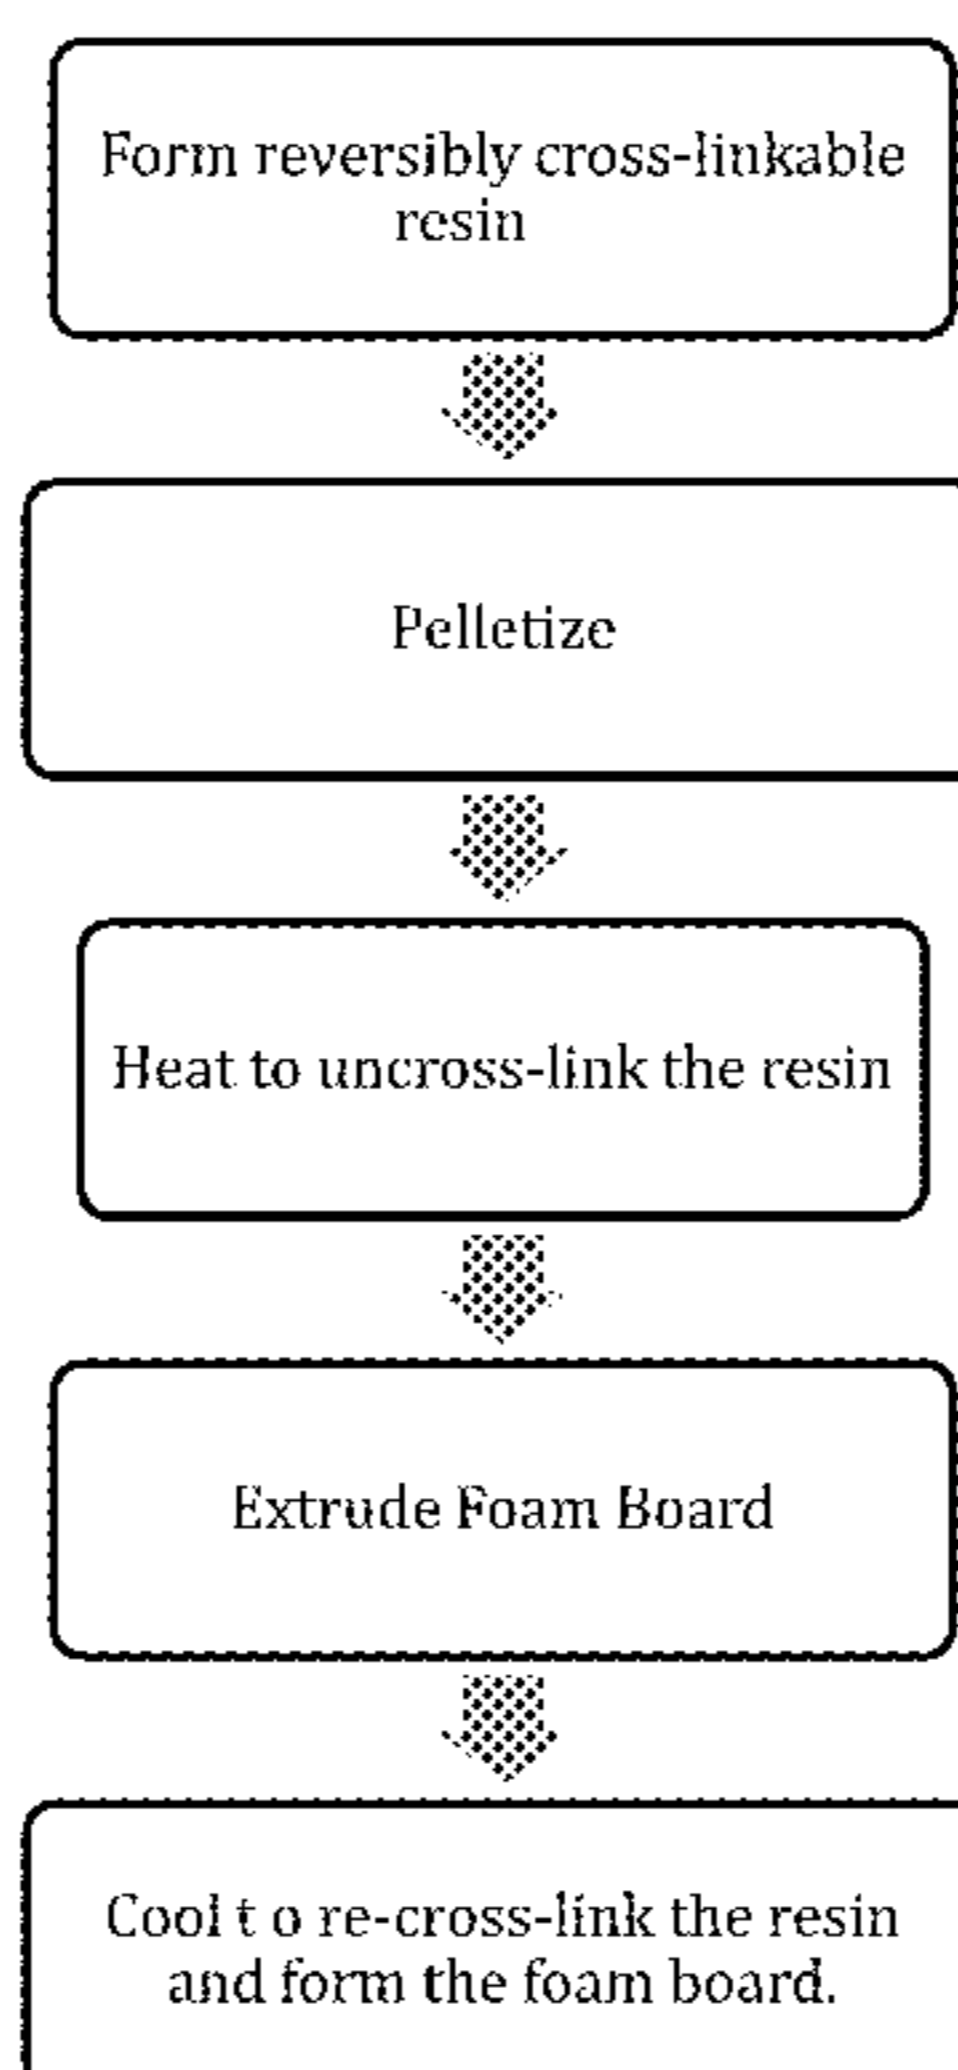 Form reversibly cross-linkable
resin
Pelletize
Heat to uncross-link the resin
Extrude Foam Board
Cool t o re-cross-link the resin
and form the foam board.